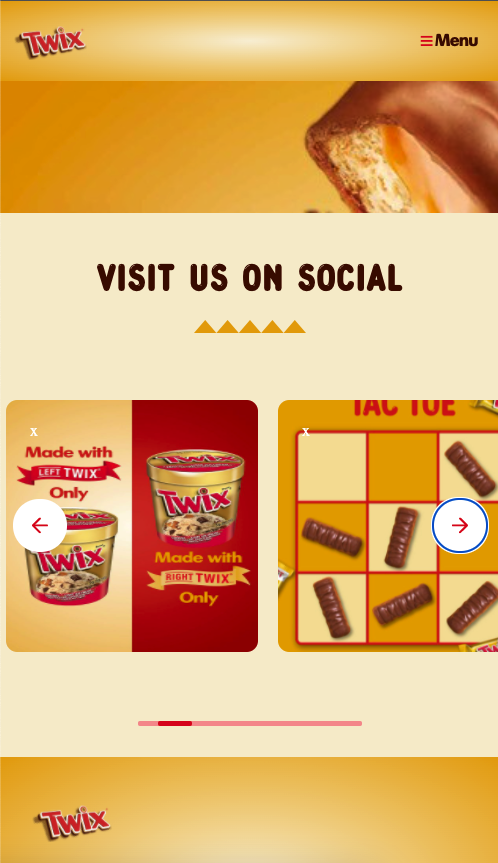 TWIX
Menu
VISIT US ON SOCIAL
X
Made with
LEFT TWIX
Only
TWIX
TWIX
Made with
RIGHT TWIX
Only
X
TAC TOE
TWIX